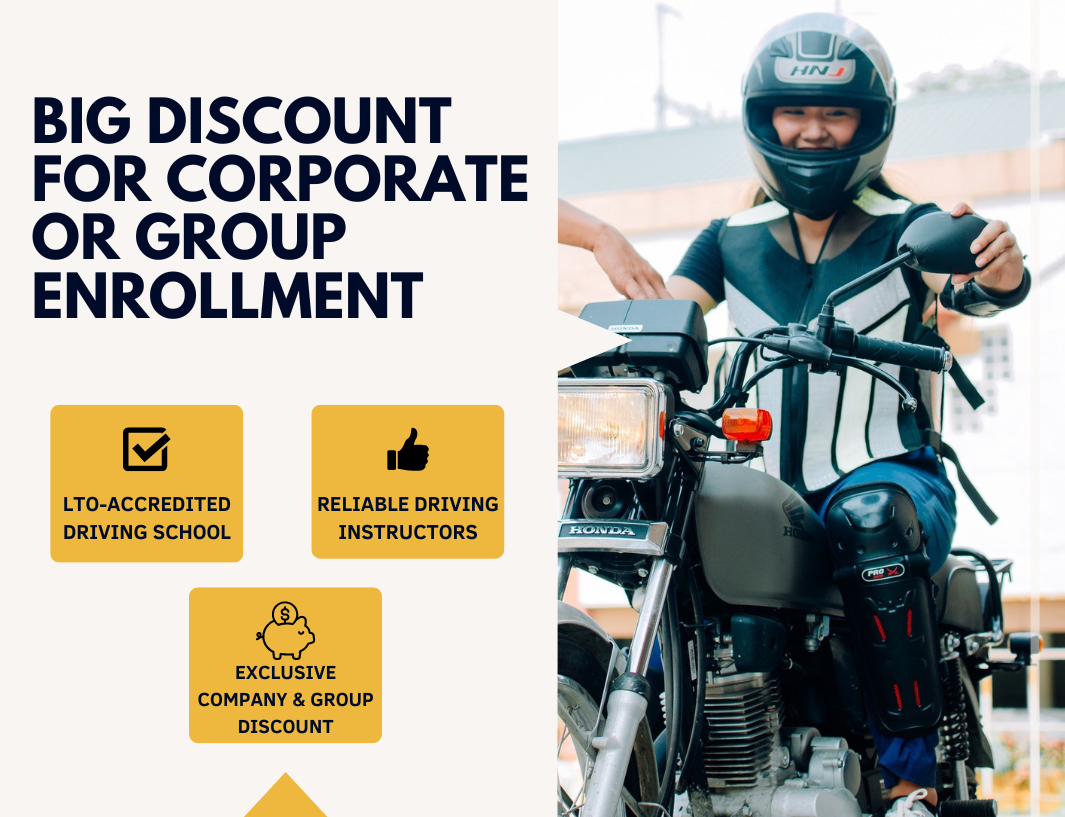 BIG DISCOUNT
FOR CORPORATE
OR GROUP
ENROLLMENT
LTO-ACCREDITED
DRIVING SCHOOL
RELIABLE DRIVING
INSTRUCTORS
$
EXCLUSIVE
COMPANY & GROUP
DISCOUNT
HNJ
HONDA
HONDA
PRO